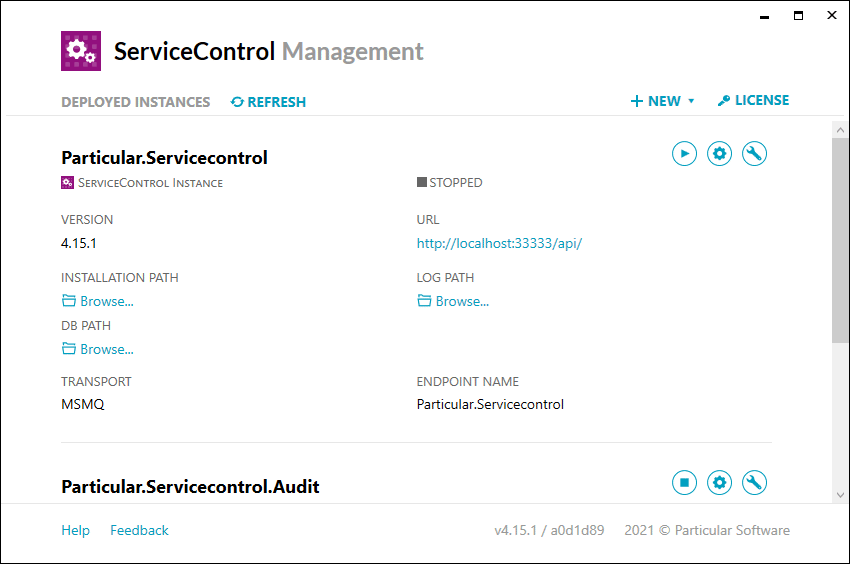 ServiceControl Management
DEPLOYED INSTANCES REFRESH NEW LICENSE
Particular.Servicecontrol
ServiceControl Instance STOPPED
VERSION URL
4.15.1 http://localhost:33333/api/
INSTALLATION PATH LOG PATH
Browse... Browse...
DB PATH
Browse...
TRANSPORT ENDPOINT NAME
MSMQ Particular.Servicecontrol
Particular.Servicecontrol.Audit
Help Feedback v4.15.1 / a0d1d89 2021 © Particular Software